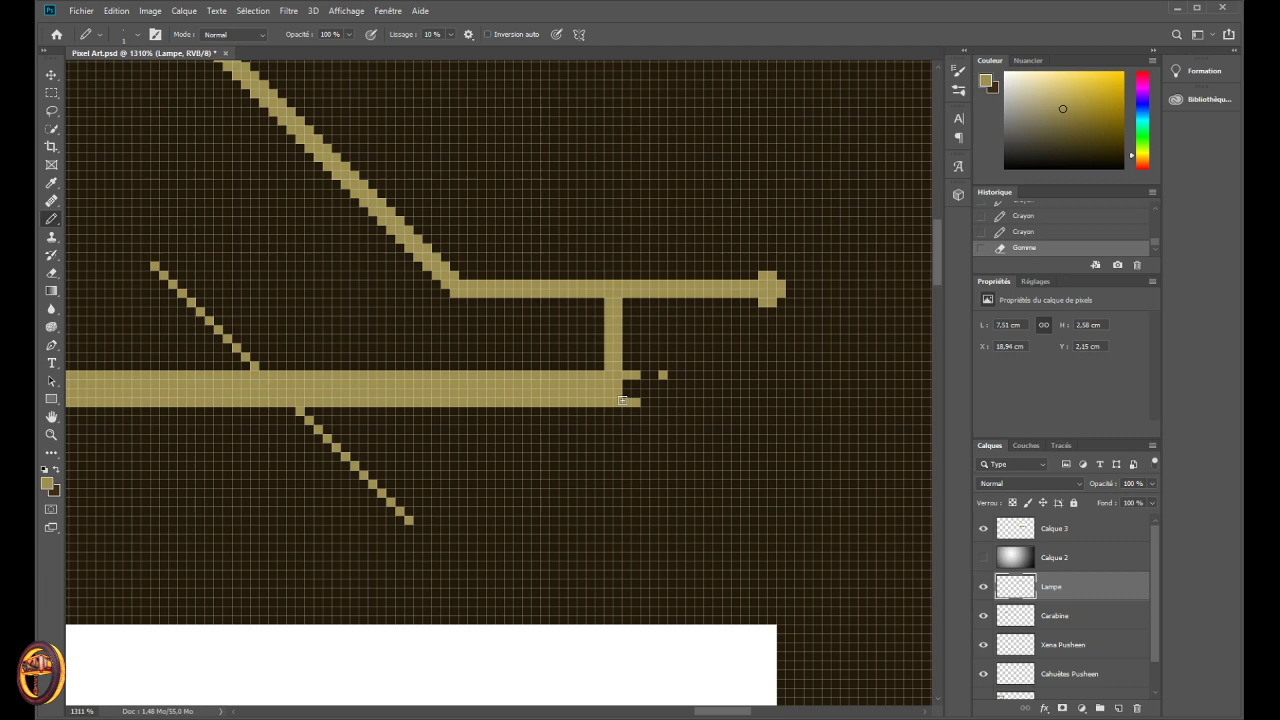 Ps Fichier Edition Image Calque Texte Sélection Filtre 3D Affichage Fenêtre Aide
1 Mode : Normal Opacité : 100 % Lissage : 10 % Inversion auto
Pixel Art.psd @ 1310% (Lampe, RVB/8) *
Couleur Nuancier
Formation
Bibliothèqu...
Historique
Crayon
Crayon
Gomme
Propriétés Réglages
Propriétés du calque de pixels
L : 7,51 cm H : 2,58 cm
X : 18,94 cm Y : 2,15 cm
Calques Couches Tracés
Type
Normal Opacité : 100 %
Verrou : Fond : 100 %
Calque 3
Calque 2
Lampe
Carabine
Xena Pusheen
Cahuètes Pusheen
1311 % Doc : 1,48 Mo/55,0 Mo